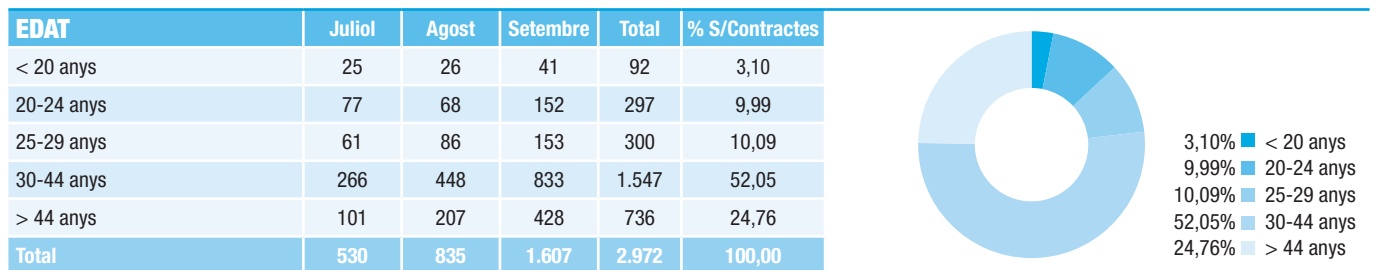 EDAT Juliol Agost Setembre Total % S/Contractes
< 20 anys 25 26 41 92 3,10
20-24 anys 77 68 152 297 9,99
25-29 anys 61 86 153 300 10,09
30-44 anys 266 448 833 1.547 52,05
> 44 anys 101 207 428 736 24,76
Total 530 835 1.607 2.972 100,00
3,10% < 20 anys
9,99% 20-24 anys
10,09% 25-29 anys
52,05% 30-44 anys
24,76% > 44 anys